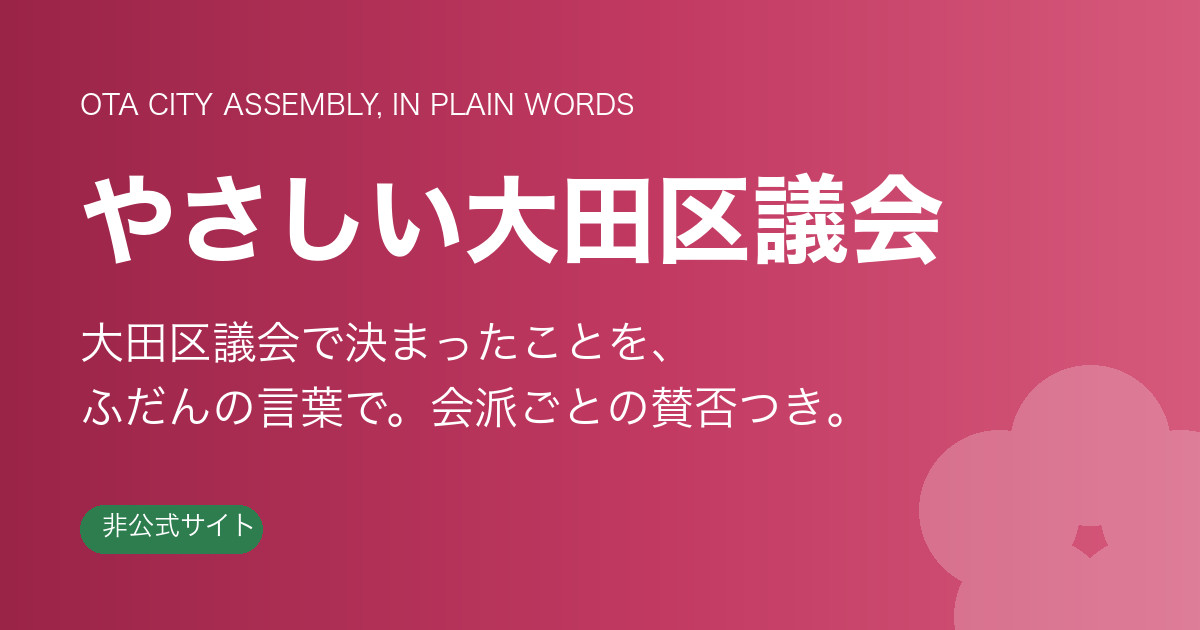 OTA CITY ASSEMBLY, IN PLAIN WORDS
やさしい大田区議会
大田区議会で決まったことを、
ふだんの言葉で。会派ごとの賛否つき。
非公式サイト